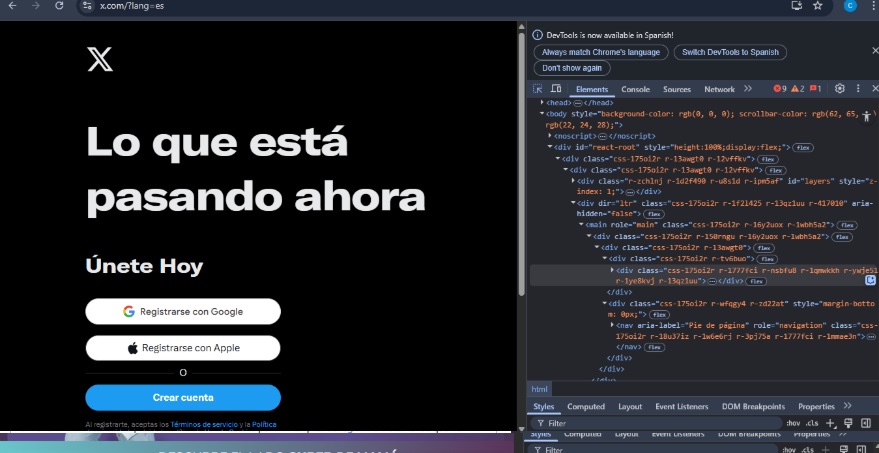 x.com/?lang=es
C
X
Lo que está
pasando ahora
Únete Hoy
Registrarse con Google
Registrarse con Apple
O
Crear cuenta
Al registrarte, aceptas los Términos de servicio y la Política
DevTools is now available in Spanish!
Always match Chrome's language
Switch DevTools to Spanish
Don't show again
Elements Console Sources Network 9 2 1
<head> </head>
<body style="background-color: rgb(0, 0, 0); scrollbar-color: rgb(62, 65,
rgb(22, 24, 28);">
<noscript> </noscript>
<div id="react-root" style="height:100%;display:flex;"> flex
<div class="css-175oi2r r-13awgt0 r-12vffkv"> flex
<div class="css-175oi2r r-13awgt0 r-12vffkv"> flex
<div class="r-zchlnj r-1d2f490 r-u8s1d r-ipm5af" id="layers" style="z-
index: 1;"> </div>
<div dir="ltr" class="css-175oi2r r-1f2l425 r-13qz1uu r-417010" aria-
hidden="false"> flex
<main role="main" class="css-175oi2r r-16y2uox r-1wbh5a2"> flex
<div class="css-175oi2r r-150rngu r-16y2uox r-1wbh5a2"> flex
<div class="css-175oi2r r-13awgt0"> flex
<div class="css-175oi2r r-tv6buo"> flex
<div class="css-175oi2r r-1777fci r-nsbfu8 r-1qmwkkh r-ywje51
r-1ye8kvj r-13qz1uu"> </div> flex
</div>
<div class="css-175oi2r r-wfqgy4 r-zd22at" style="margin-bott
om: 0px;"> flex
<nav aria-label="Pie de página" role="navigation" class="css-
175oi2r r-18u37iz r-1w6e6rj r-3pj75a r-1777fci r-1mmae3n">
</nav> flex
</div>
</div>
</div>
html
Styles Computed Layout Event Listeners DOM Breakpoints Properties
Filter :hov .cls
Styles Computed Layout Event Listeners DOM Breakpoints Properties
Filter :hov .cls